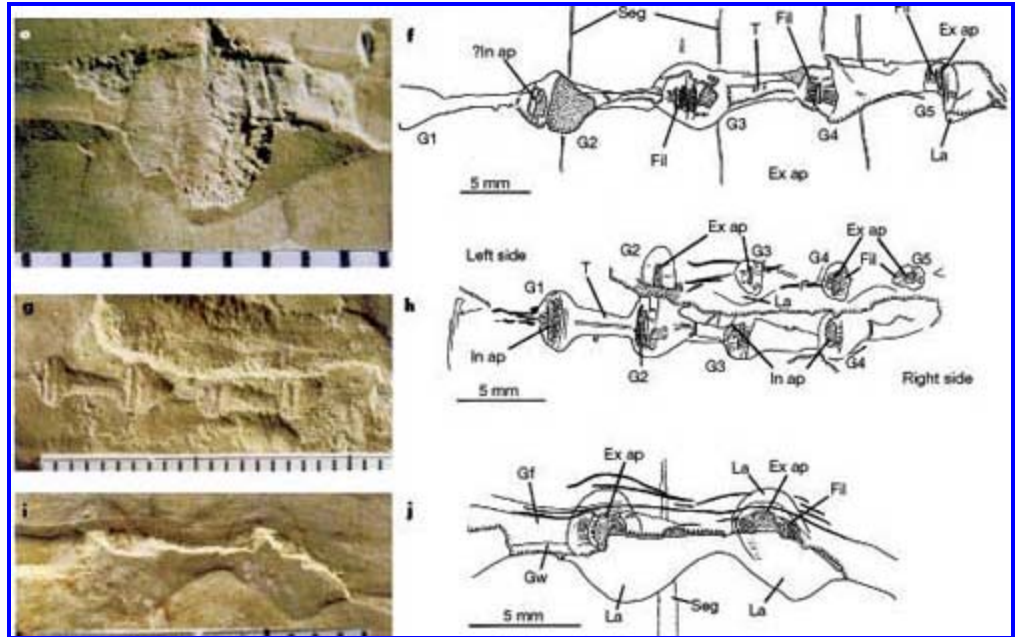 e
f
Seg
Fil
Fil
Ex ap
T
?In ap
G1
G2
G3
G4
G5
Fil
La
Ex ap
5 mm
g
h
Left side
Ex ap
Ex ap
G2
G3
G4
Fil
G5
T
G1
La
In ap
G2
G3
In ap
G4
Right side
5 mm
i
j
Gf
Ex ap
La
Ex ap
Fil
Gw
La
Seg
La
5 mm